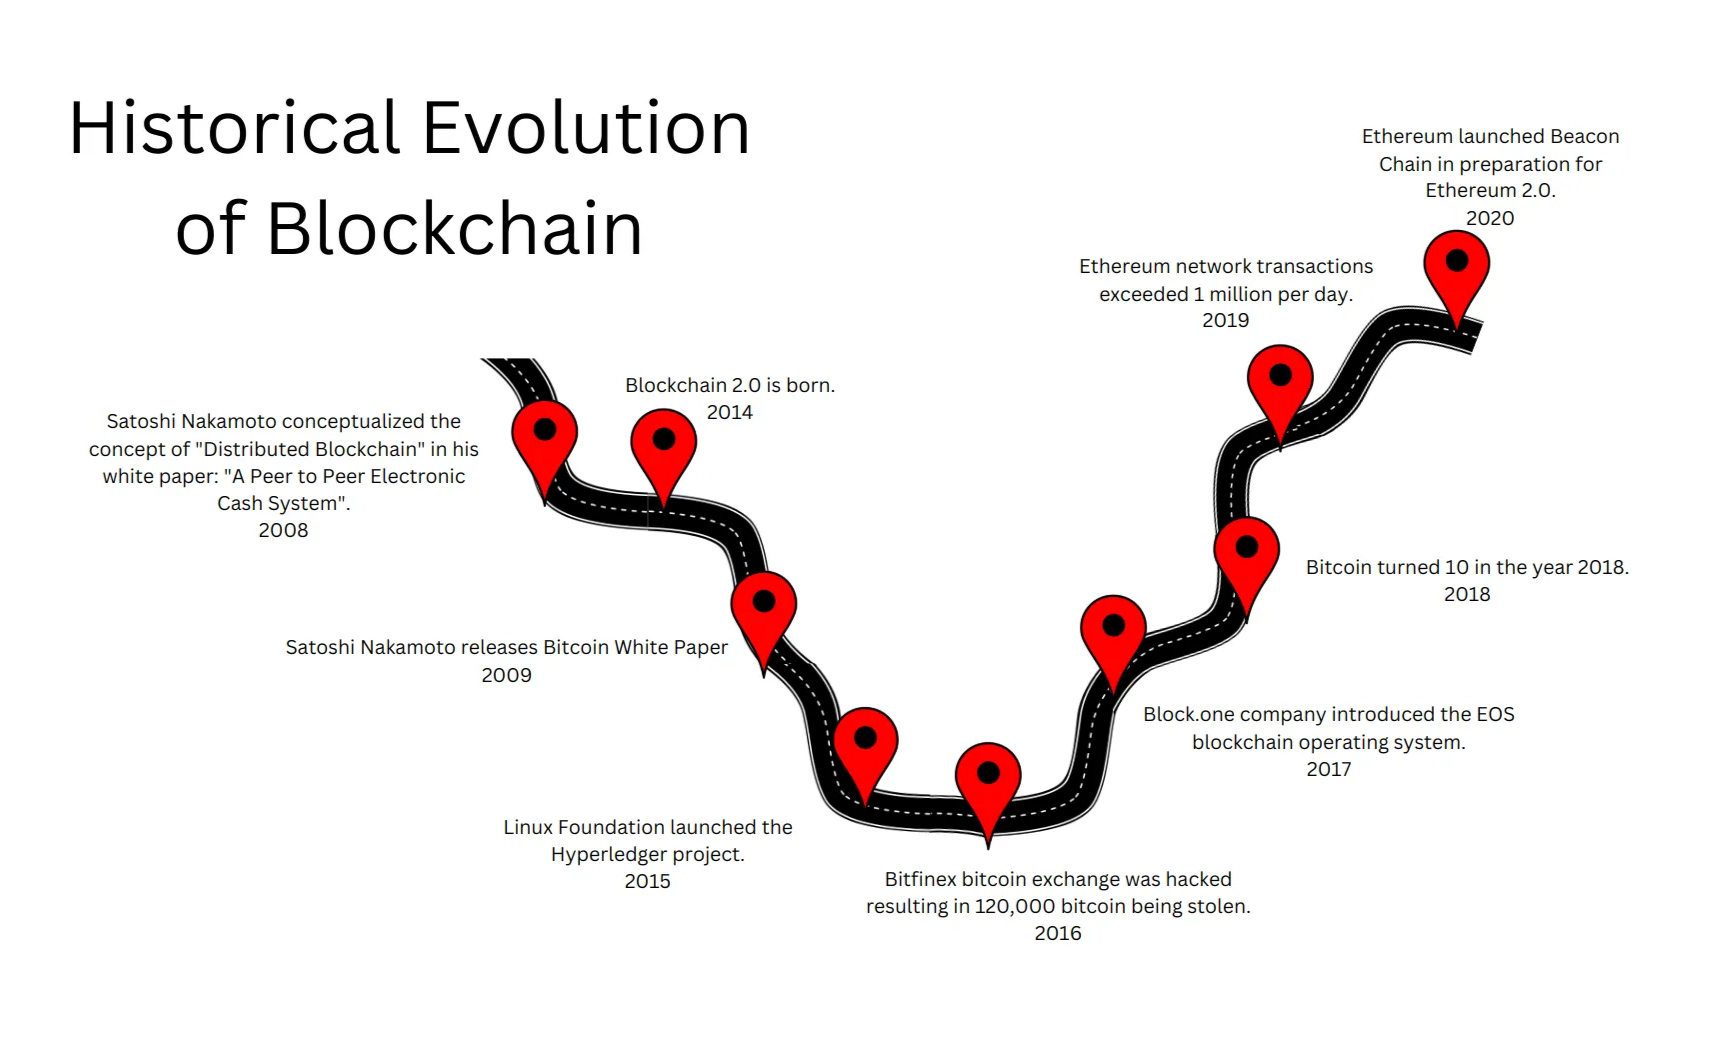 Historical Evolution
of Blockchain
Satoshi Nakamoto conceptualized the
concept of "Distributed Blockchain" in his
white paper: "A Peer to Peer Electronic
Cash System".
2008
Blockchain 2.0 is born.
2014
Satoshi Nakamoto releases Bitcoin White Paper
2009
Linux Foundation launched the
Hyperledger project.
2015
Bitfinex bitcoin exchange was hacked
resulting in 120,000 bitcoin being stolen.
2016
Block.one company introduced the EOS
blockchain operating system.
2017
Bitcoin turned 10 in the year 2018.
2018
Ethereum network transactions
exceeded 1 million per day.
2019
Ethereum launched Beacon
Chain in preparation for
Ethereum 2.0.
2020